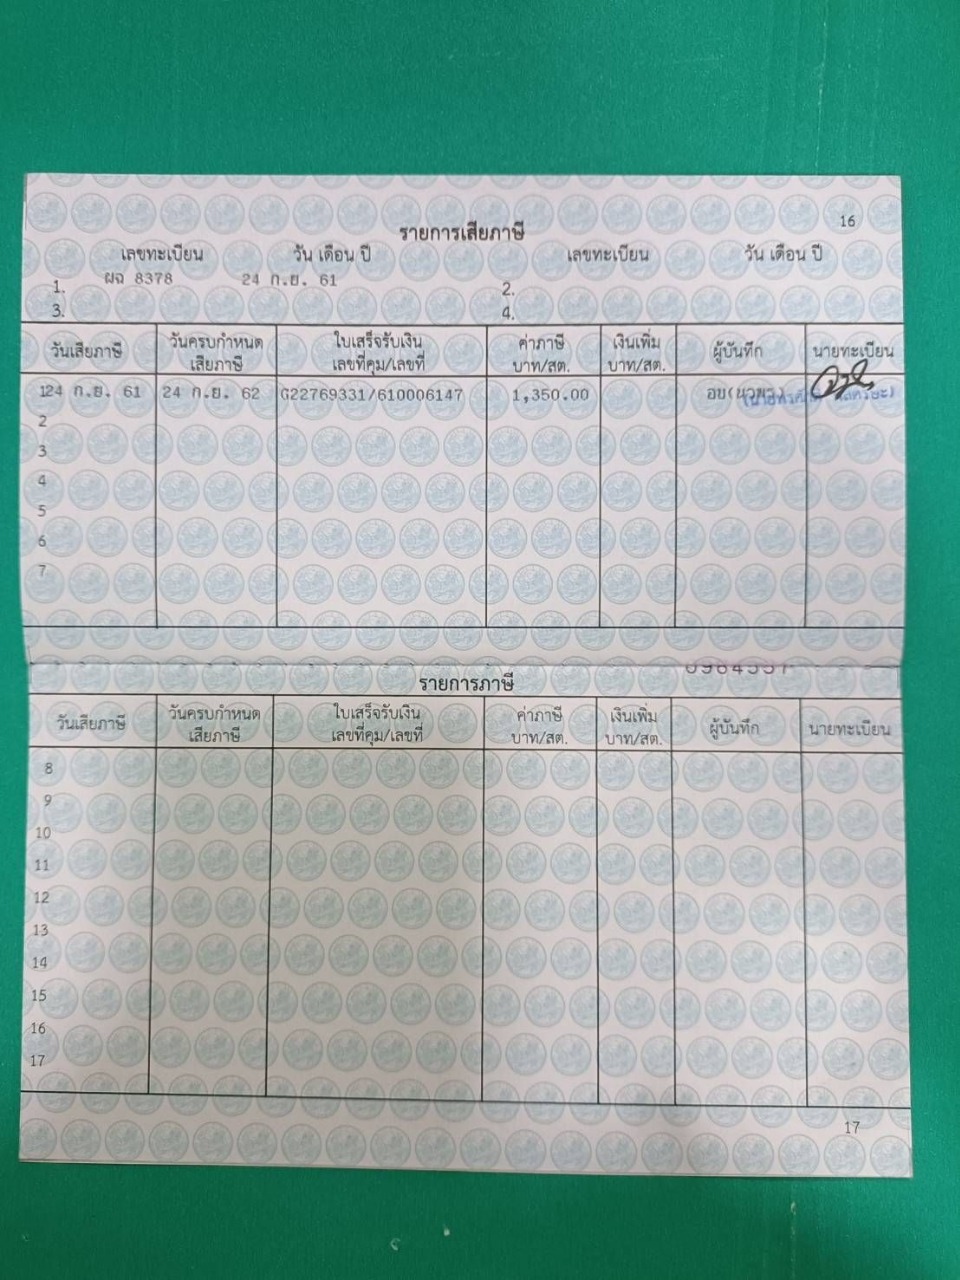 16
รายการเสียภาษี
เลขทะเบียน วัน เดือน ปี เลขทะเบียน วัน เดือน ปี
1. ผฉ 8378 24 ก.ย. 61 2.
3. 4.
วันเสียภาษี วันครบกำหนดเสียภาษี ใบเสร็จรับเงิน เลขที่คุม/เลขที่ ค่าภาษี บาท/สต. เงินเพิ่ม บาท/สต. ผู้บันทึก นายทะเบียน
1 24 ก.ย. 61 24 ก.ย. 62 G22769331/610006147 1,350.00
2
3
4
5
6
7
รายการภาษี
วันเสียภาษี วันครบกำหนดเสียภาษี ใบเสร็จรับเงิน เลขที่คุม/เลขที่ ค่าภาษี บาท/สต. เงินเพิ่ม บาท/สต. ผู้บันทึก นายทะเบียน
8
9
10
11
12
13
14
15
16
17
17